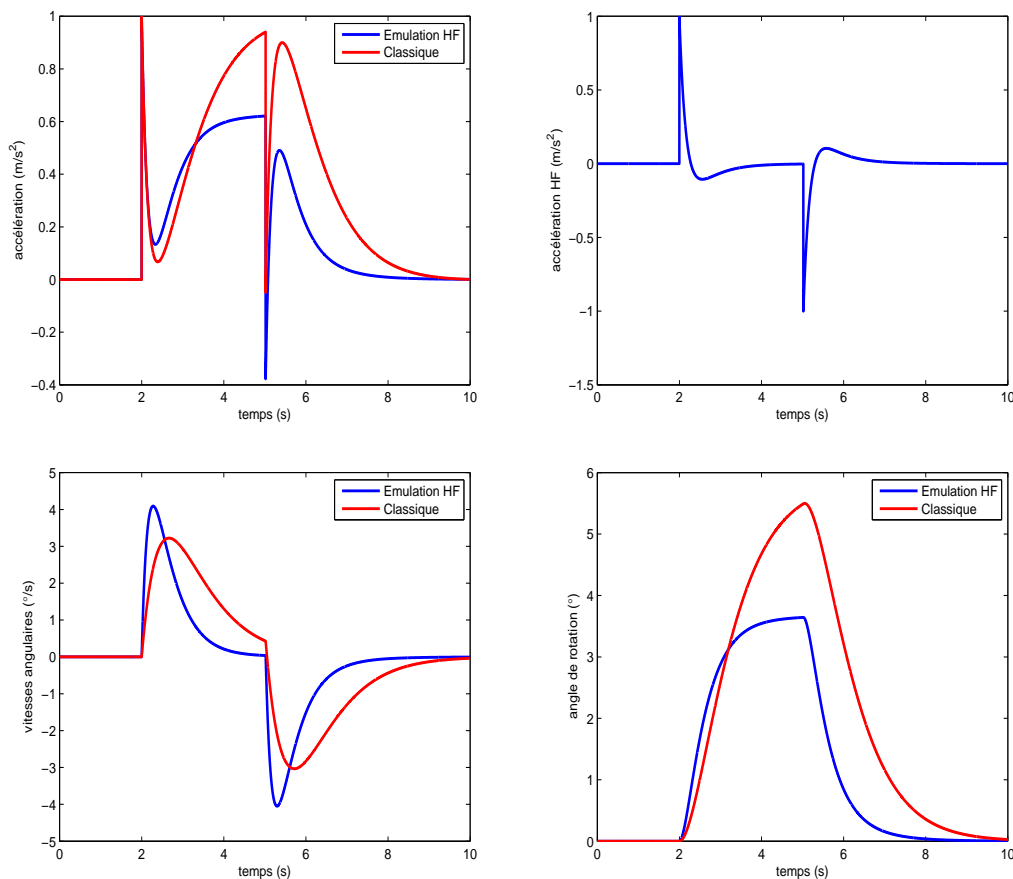 1
0.8
0.6
0.4
0.2
0
−0.2
−0.4
accélération (m/s²)
0 2 4 6 8 10
temps (s)
Emulation HF
Classique
1
0.5
0
−0.5
−1
−1.5
accélération HF (m/s²)
0 2 4 6 8 10
temps (s)
5
4
3
2
1
0
−1
−2
−3
−4
−5
vitesses angulaires (°/s)
0 2 4 6 8 10
temps (s)
Emulation HF
Classique
6
5
4
3
2
1
0
angle de rotation (°)
0 2 4 6 8 10
temps (s)
Emulation HF
Classique